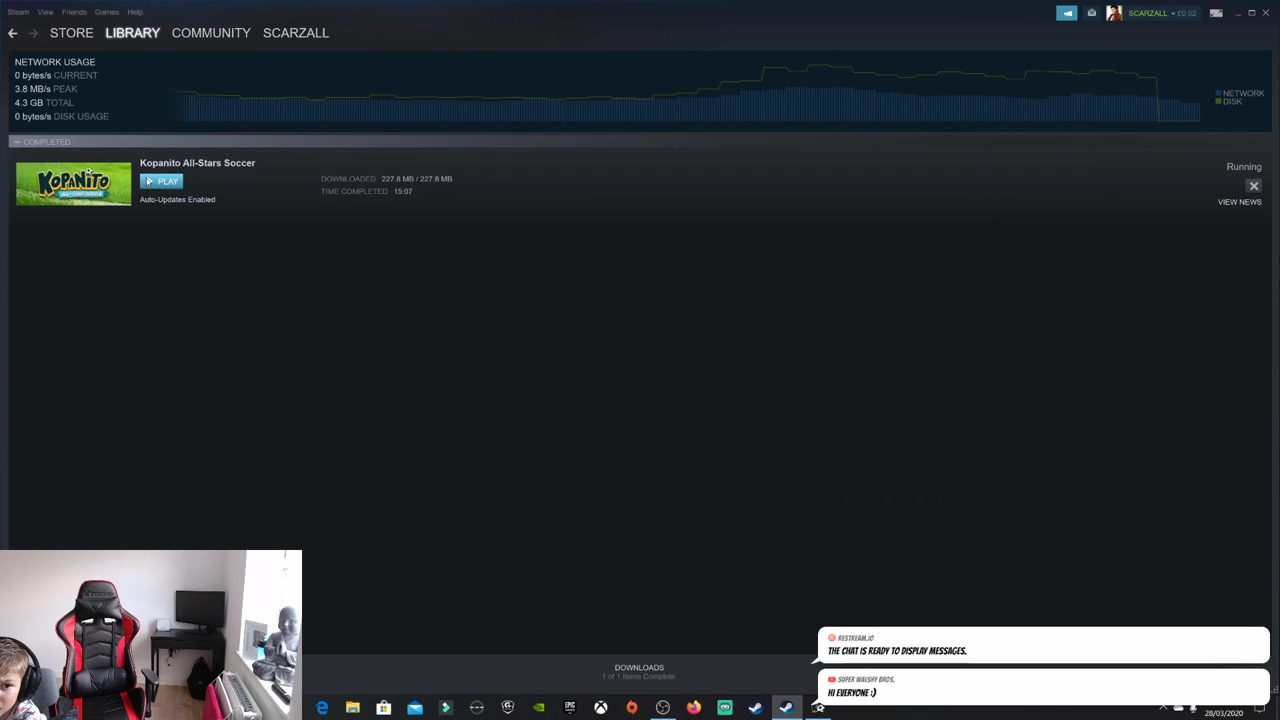 Steam View Friends Games Help
SCARZALL £0.02
STORE LIBRARY COMMUNITY SCARZALL
NETWORK USAGE
0 bytes/s CURRENT
3.8 MB/s PEAK
4.3 GB TOTAL
0 bytes/s DISK USAGE
NETWORK
DISK
COMPLETED
KOPANITO
Kopanito All-Stars Soccer
PLAY
Auto-Updates Enabled
DOWNLOADED 227.8 MB / 227.8 MB
TIME COMPLETED 15:07
Running
VIEW NEWS
RESTREAM.IO
THE CHAT IS READY TO DISPLAY MESSAGES.
SUPER WALSHY BROS.
HI EVERYONE :)
DOWNLOADS
1 of 1 Items Complete
EPIC
28/03/2020